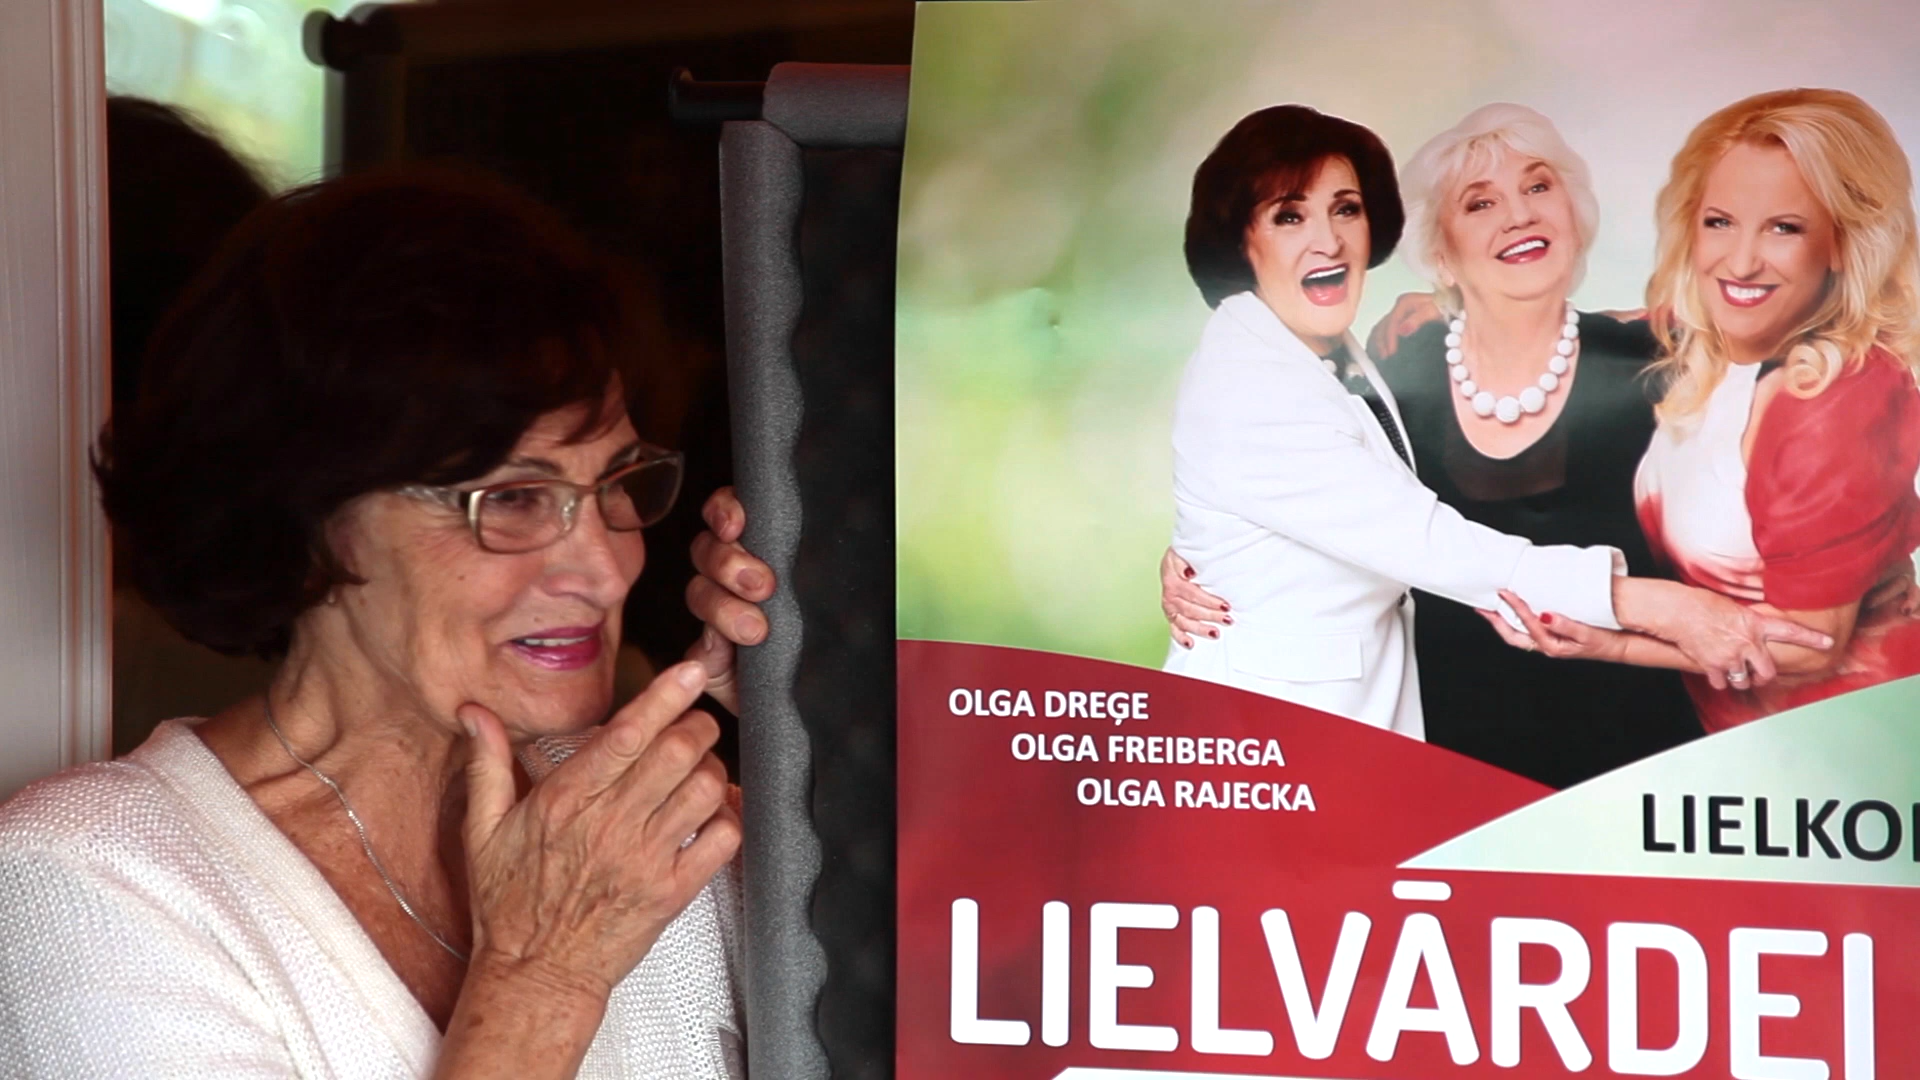 OLGA DREĢE
OLGA FREIBERGA
OLGA RAJECKA
LIELKO
LIELVĀRDEI